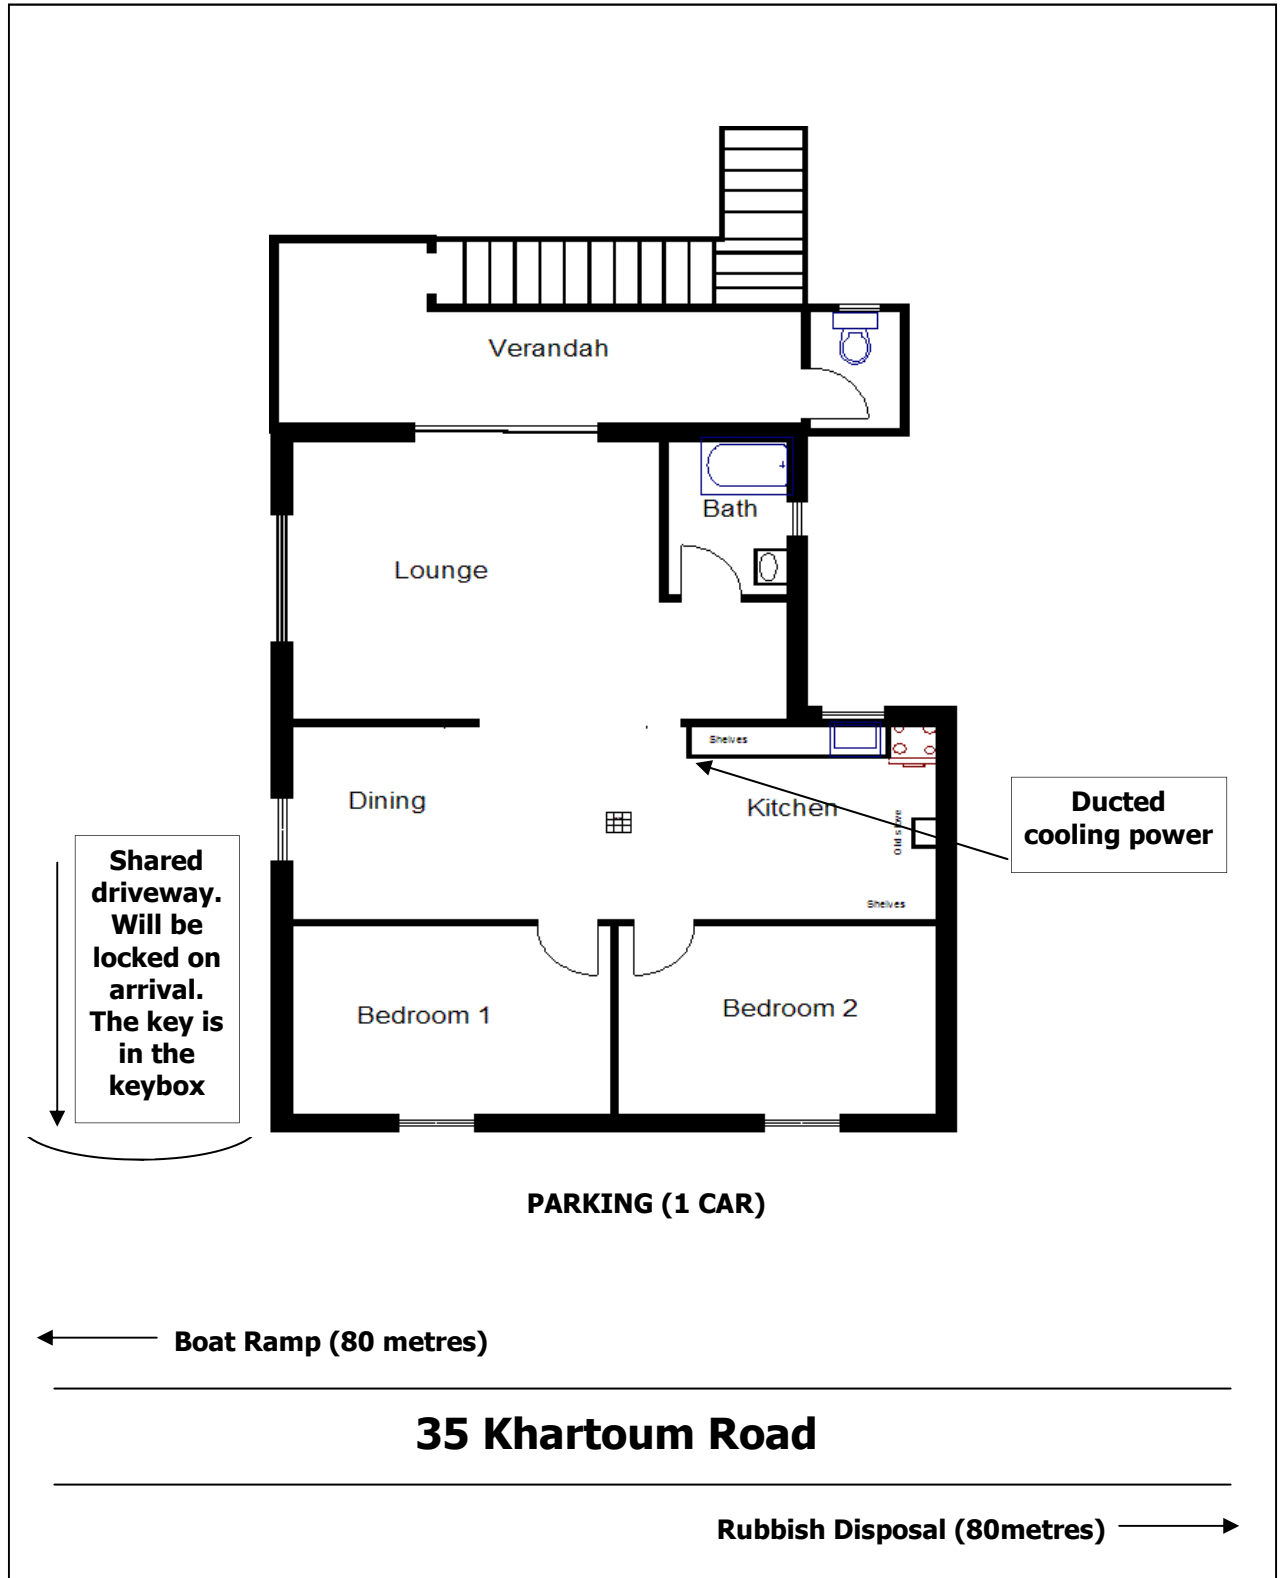 Verandah
Bath
Lounge
Shelves
Dining
Kitchen
Ducted
cooling power
Old stove
Shared
driveway.
Will be
locked on
arrival.
The key is
in the
keybox
Shelves
Bedroom 1
Bedroom 2
PARKING (1 CAR)
Boat Ramp (80 metres)
35 Khartoum Road
Rubbish Disposal (80metres)